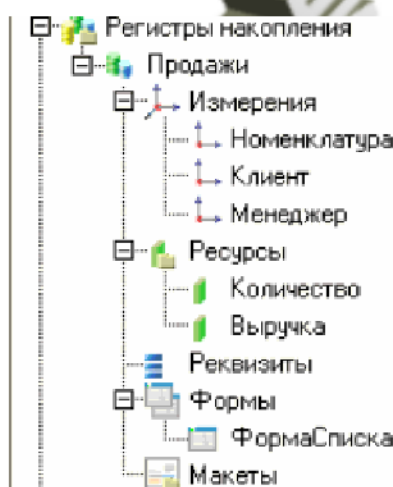 Регистры накопления
Продажи
Измерения
Номенклатура
Клиент
Менеджер
Ресурсы
Количество
Выручка
Реквизиты
Формы
ФормаСписка
Макеты